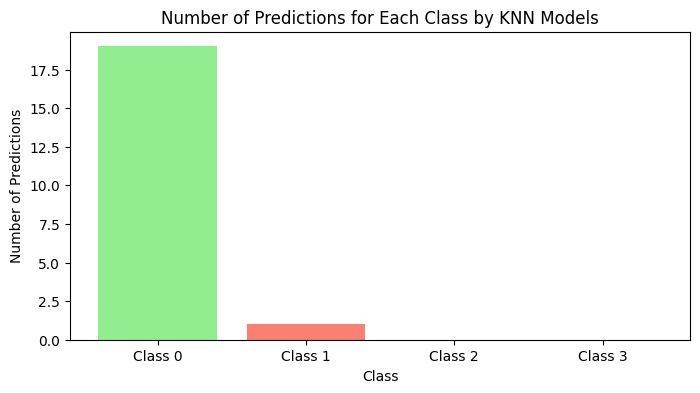 Number of Predictions for Each Class by KNN Models
Number of Predictions
17.5
15.0
12.5
10.0
7.5
5.0
2.5
0.0
Class 0 Class 1 Class 2 Class 3
Class